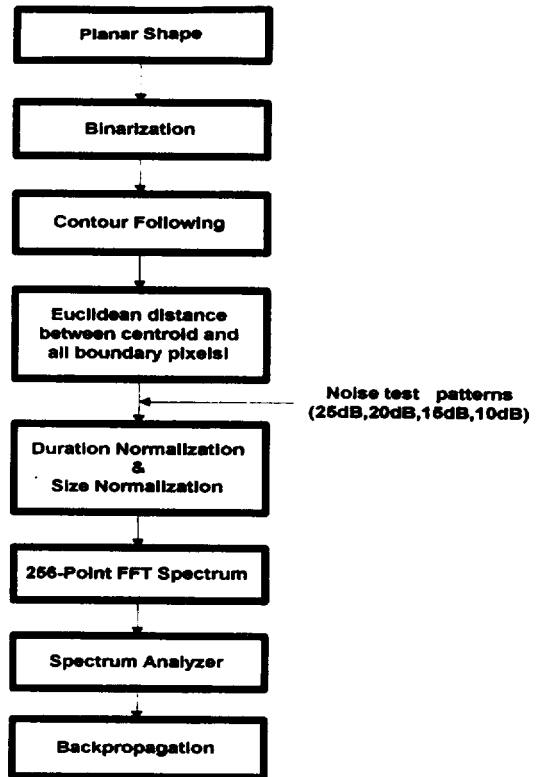 Planar Shape
Binarization
Contour Following
Euclidean distance
between centroid and
all boundary pixelsl
Noise test patterns
(25dB,20dB,15dB,10dB)
Duration Normalization
&
Size Normalization
256-Point FFT Spectrum
Spectrum Analyzer
Backpropagation